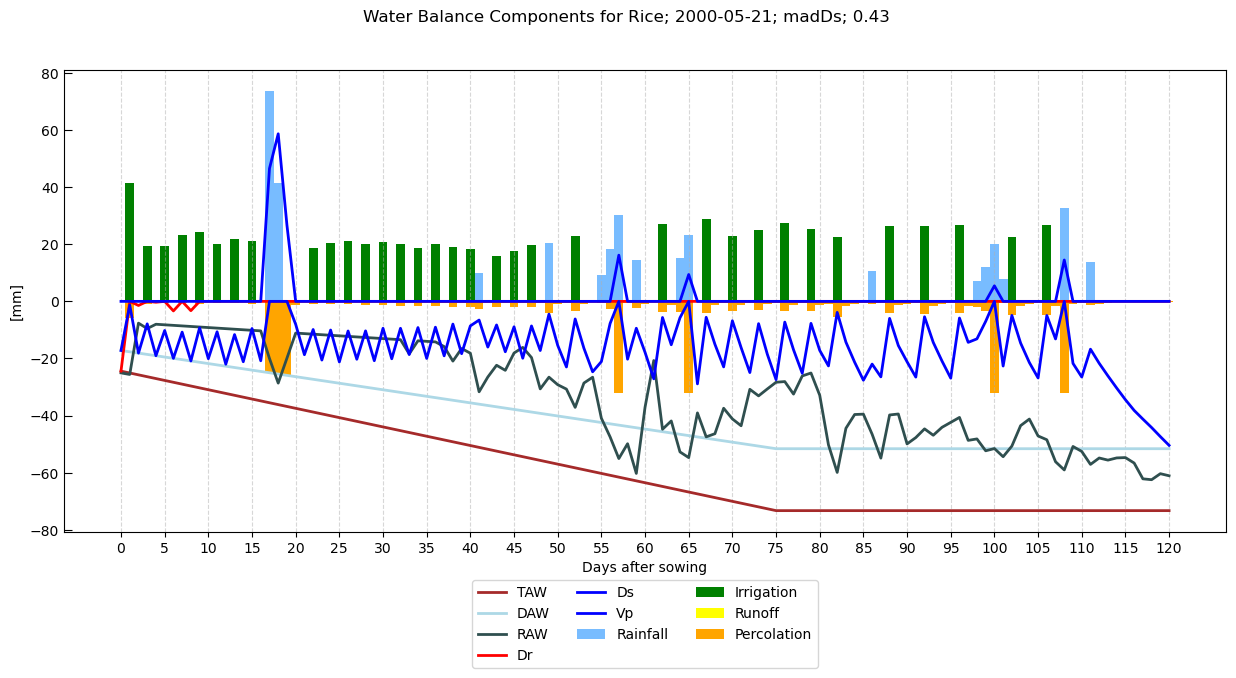 Water Balance Components for Rice; 2000-05-21; madDs; 0.43
80
60
40
20
0
−20
−40
−60
−80
[mm]
0 5 10 15 20 25 30 35 40 45 50 55 60 65 70 75 80 85 90 95 100 105 110 115 120
Days after sowing
TAW Ds Irrigation
DAW Vp Runoff
RAW Rainfall Percolation
Dr